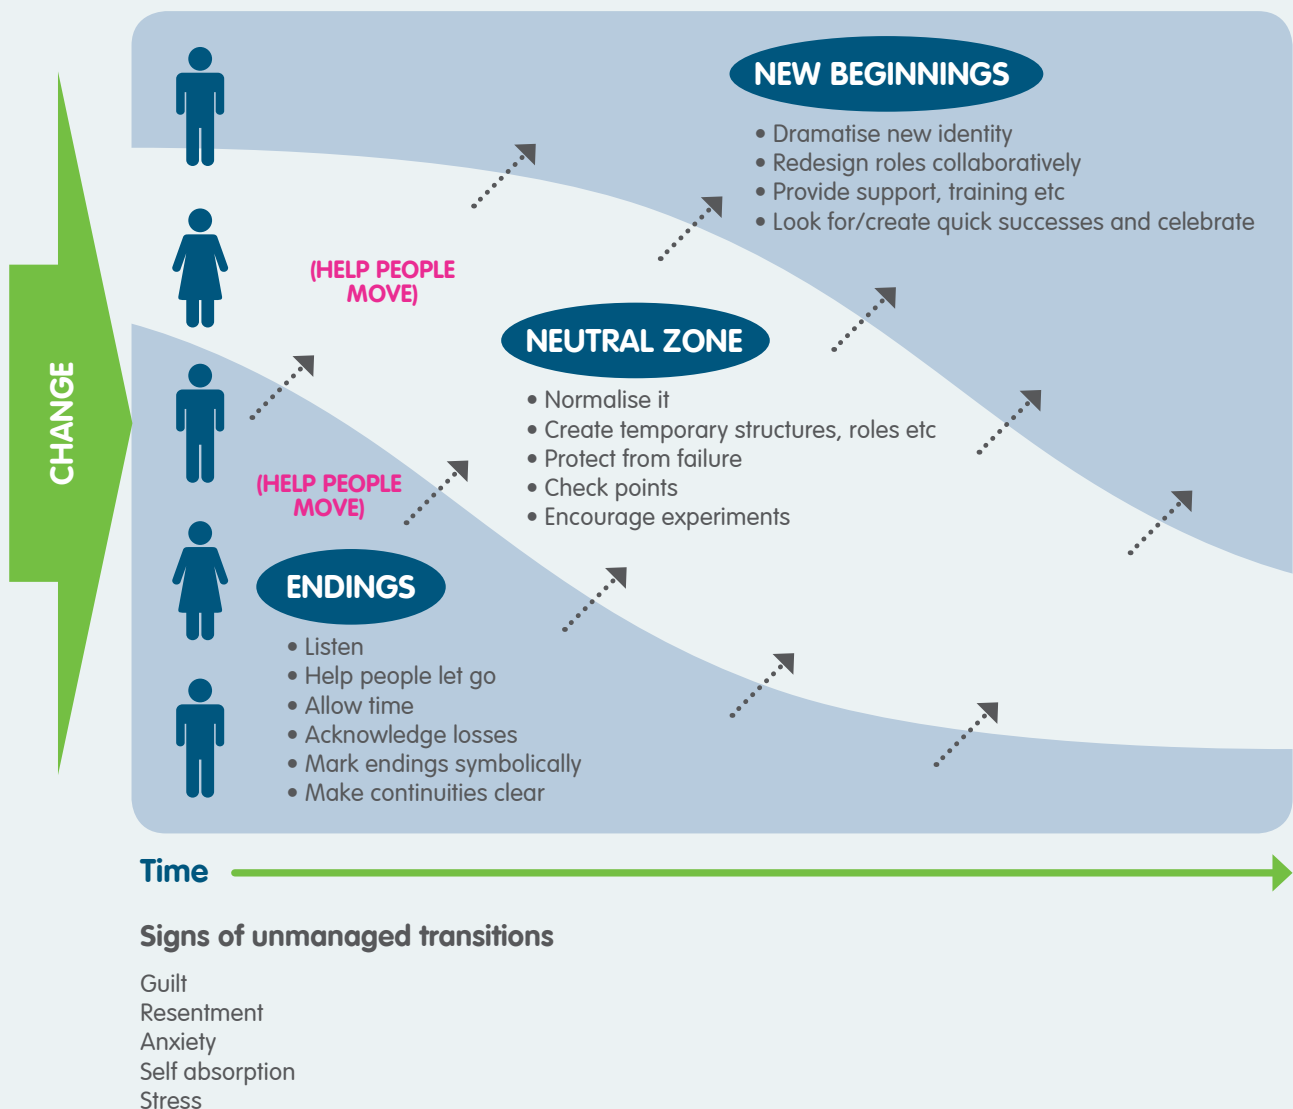 CHANGE
NEW BEGINNINGS
• Dramatise new identity
• Redesign roles collaboratively
• Provide support, training etc
• Look for/create quick successes and celebrate
(HELP PEOPLE
MOVE)
NEUTRAL ZONE
• Normalise it
• Create temporary structures, roles etc
• Protect from failure
• Check points
• Encourage experiments
(HELP PEOPLE
MOVE)
ENDINGS
• Listen
• Help people let go
• Allow time
• Acknowledge losses
• Mark endings symbolically
• Make continuities clear
Time
Signs of unmanaged transitions
Guilt
Resentment
Anxiety
Self absorption
Stress